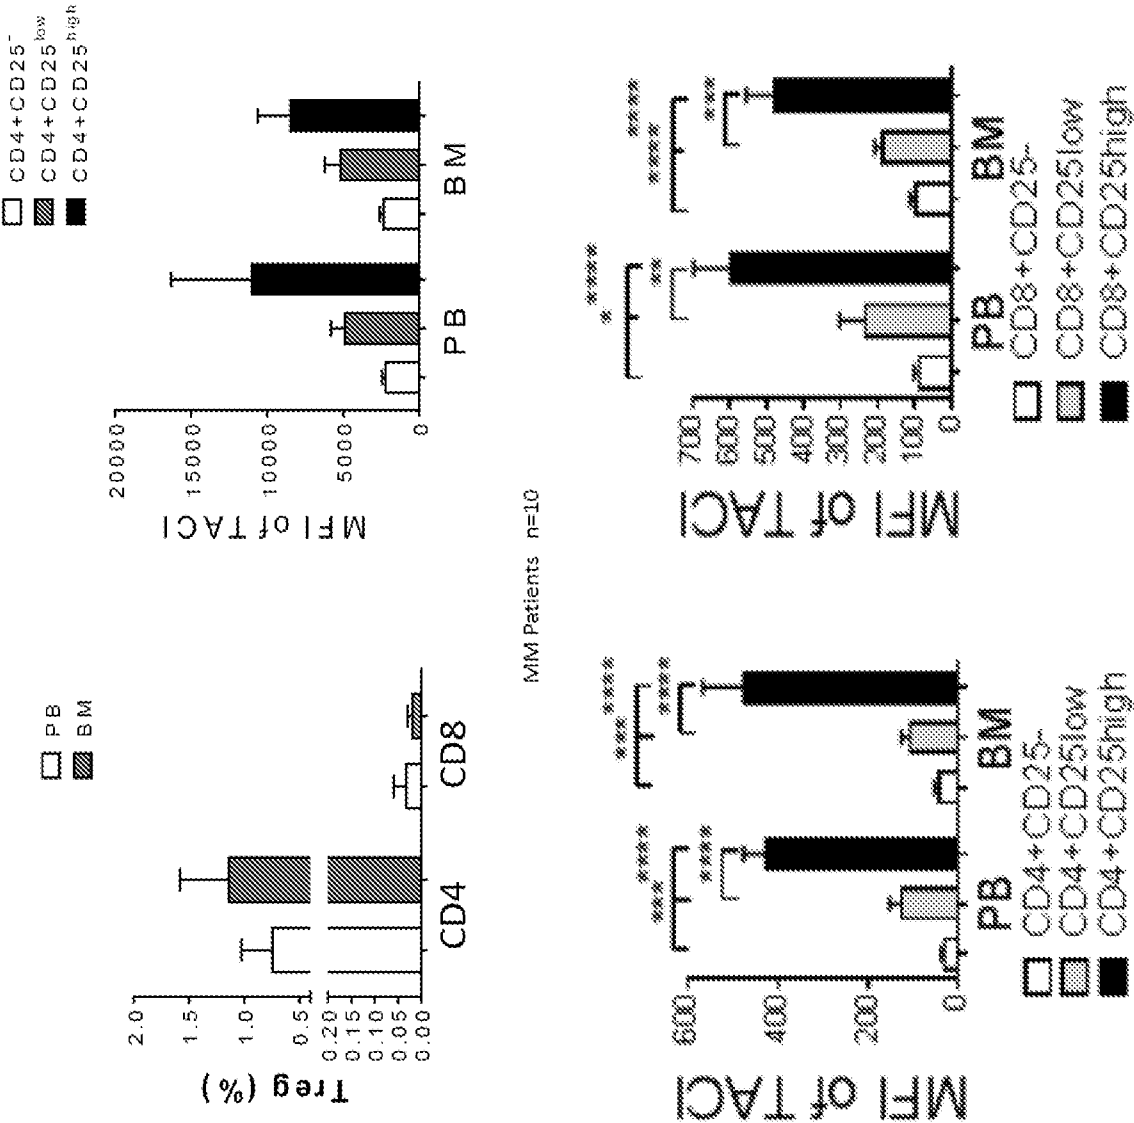 PB
BM
Treg (%)
2.0
1.5
1.0
0.5
0.20
0.15
0.10
0.05
0.00
CD4 CD8
CD4+CD25⁻
CD4+CD25ˡᵒʷ
CD4+CD25ʰⁱᵍʰ
MFI of TACI
20000
15000
10000
5000
0
PB BM
MM Patients n=10
MFI of TACI
600
400
200
0
****
***
****
****
***
****
PB BM
CD4+CD25-
CD4+CD25low
CD4+CD25high
MFI of TACI
700
600
500
400
300
200
100
0
****
*
**
****
****
***
PB BM
CD8+CD25-
CD8+CD25low
CD8+CD25high